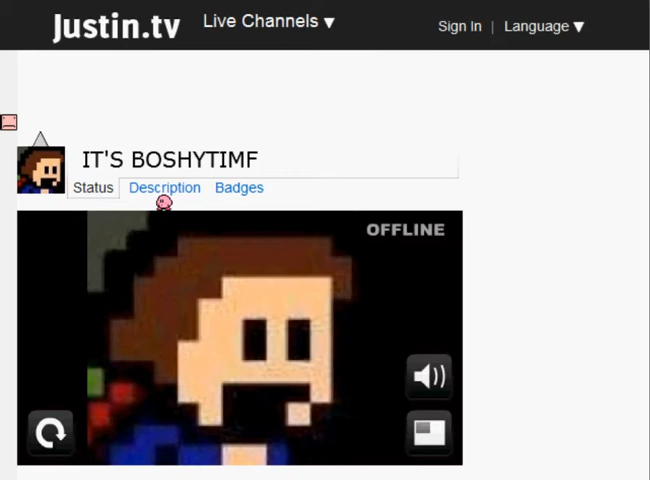 Justin.tv
Live Channels ▼
Sign In | Language ▼
IT'S BOSHYTIMF
Status Description Badges
OFFLINE